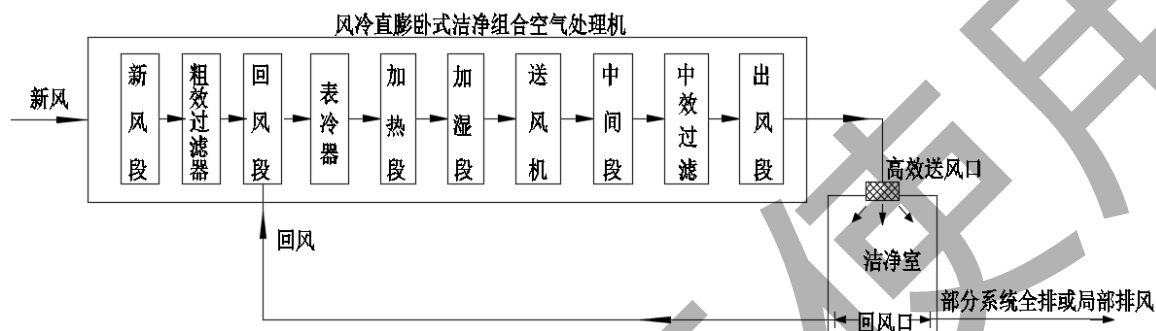 风冷直膨卧式洁净组合空气处理机
新风
新风段
粗效过滤器
回风段
表冷器
加热段
加湿段
送风机
中间段
中效过滤
出风段
高效送风口
回风
洁净室
回风口
部分系统全排或局部排风
使用